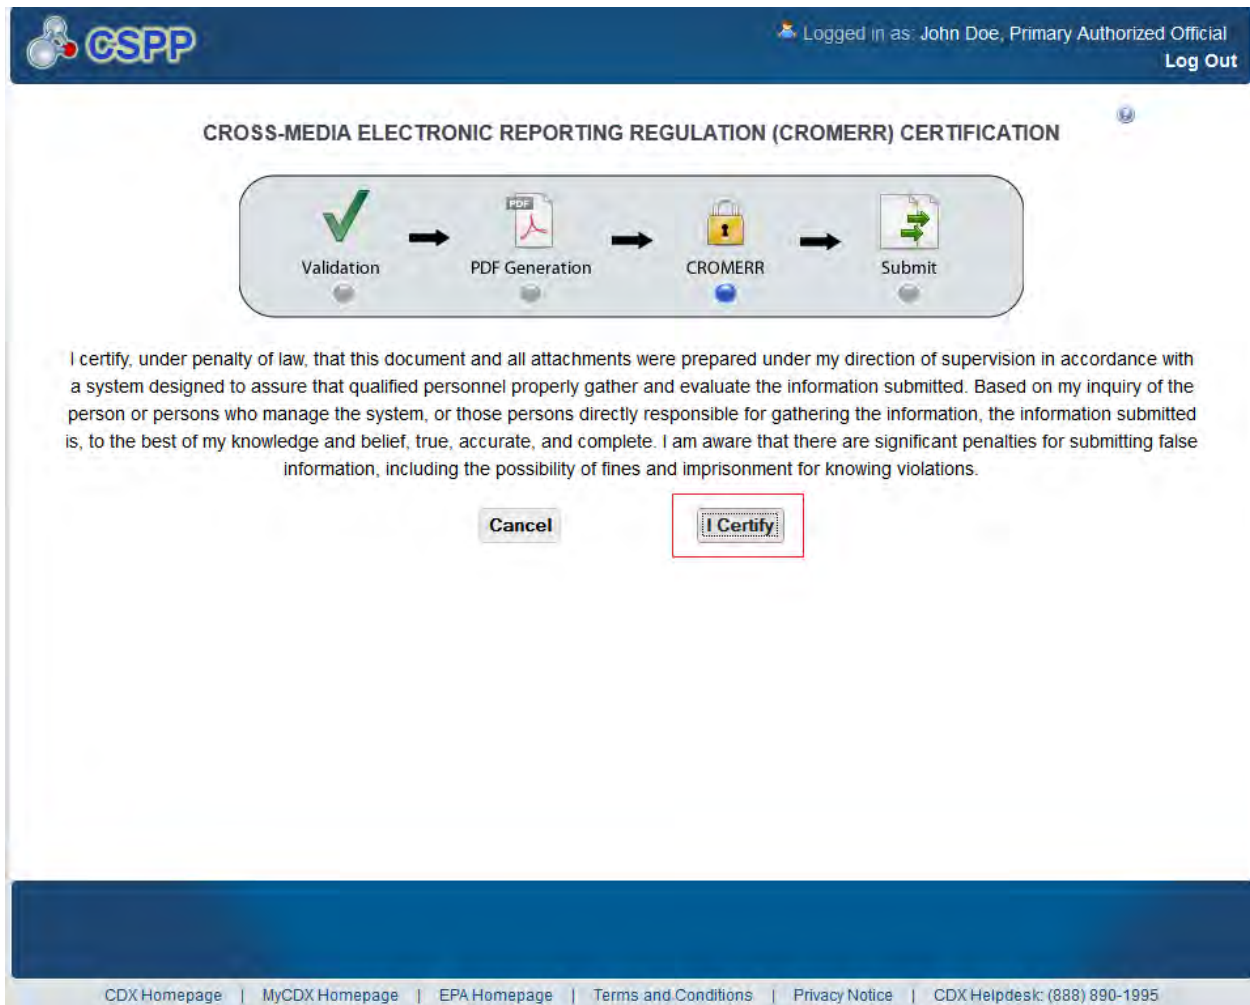 CSPP
Logged in as: John Doe, Primary Authorized Official
Log Out
CROSS-MEDIA ELECTRONIC REPORTING REGULATION (CROMERR) CERTIFICATION
PDF
Validation
PDF Generation
CROMERR
Submit
I certify, under penalty of law, that this document and all attachments were prepared under my direction of supervision in accordance with
a system designed to assure that qualified personnel properly gather and evaluate the information submitted. Based on my inquiry of the
person or persons who manage the system, or those persons directly responsible for gathering the information, the information submitted
is, to the best of my knowledge and belief, true, accurate, and complete. I am aware that there are significant penalties for submitting false
information, including the possibility of fines and imprisonment for knowing violations.
Cancel
I Certify
CDX Homepage | MyCDX Homepage | EPA Homepage | Terms and Conditions | Privacy Notice | CDX Helpdesk: (888) 890-1995